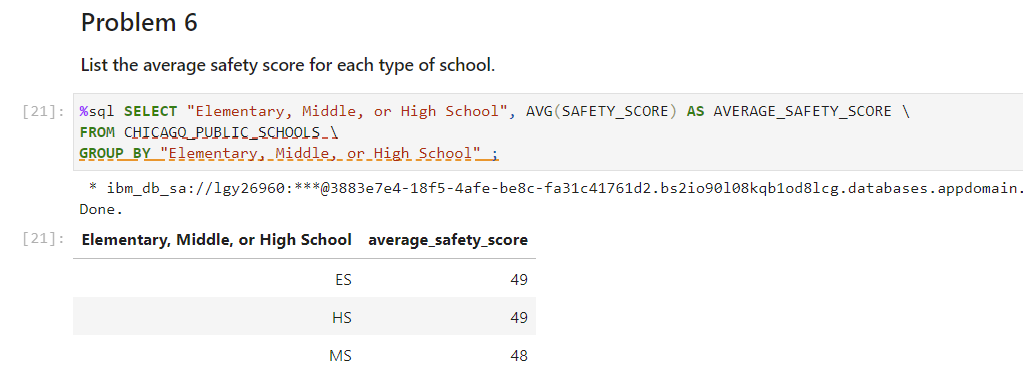 Problem 6
List the average safety score for each type of school.
[21]: %sql SELECT "Elementary, Middle, or High School", AVG(SAFETY_SCORE) AS AVERAGE_SAFETY_SCORE \
FROM CHICAGO_PUBLIC_SCHOOLS \
GROUP BY "Elementary, Middle, or High School" ;
* ibm_db_sa://lgy26960:***@3883e7e4-18f5-4afe-be8c-fa31c41761d2.bs2io90l08kqb1od8lcg.databases.appdomain.
Done.
[21]: Elementary, Middle, or High School average_safety_score
ES 49
HS 49
MS 48